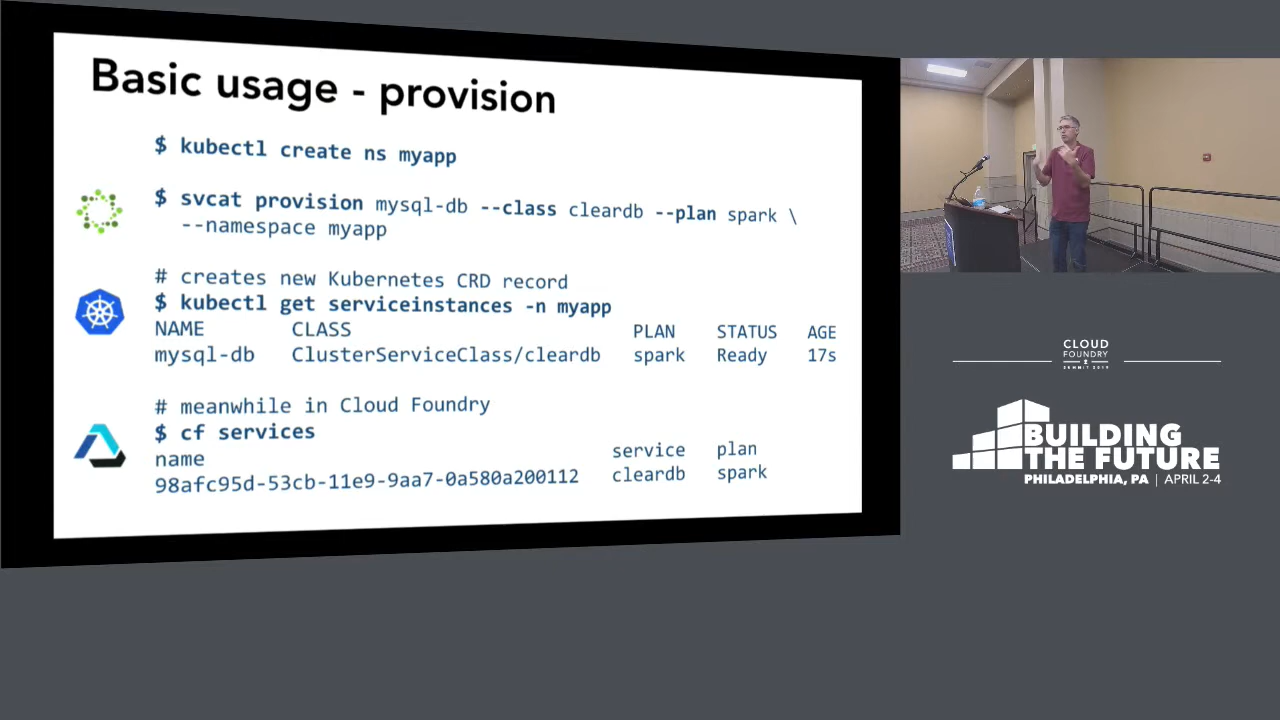 Basic usage - provision
$ kubectl create ns myapp
$ svcat provision mysql-db --class cleardb --plan spark \
--namespace myapp
# creates new Kubernetes CRD record
$ kubectl get serviceinstances -n myapp
NAME CLASS PLAN STATUS AGE
mysql-db ClusterServiceClass/cleardb spark Ready 17s
# meanwhile in Cloud Foundry
$ cf services
name service plan
98afc95d-53cb-11e9-9aa7-0a580a200112 cleardb spark
CLOUD
FOUNDRY
SUMMIT 2019
BUILDING
THE FUTURE
PHILADELPHIA, PA | APRIL 2-4